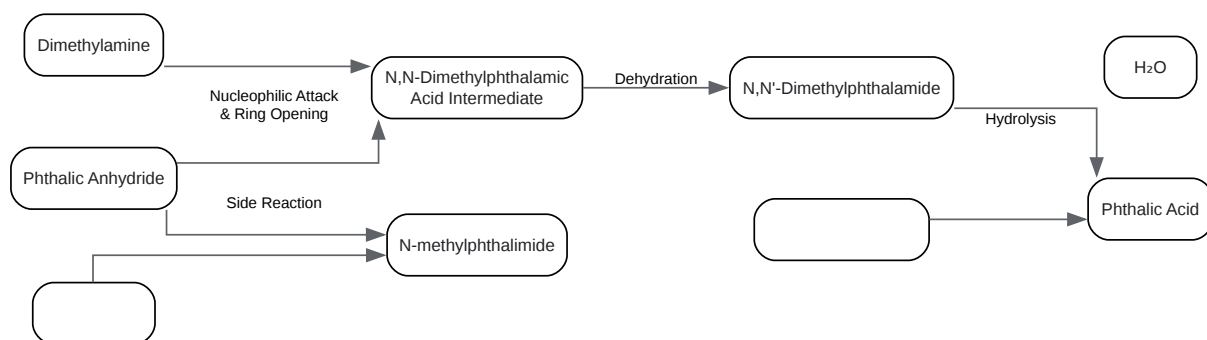 Dimethylamine
Nucleophilic Attack
& Ring Opening
N,N-Dimethylphthalamic
Acid Intermediate
Dehydration
N,N'-Dimethylphthalamide
Hydrolysis
H₂O
Phthalic Anhydride
Side Reaction
N-methylphthalimide
Phthalic Acid